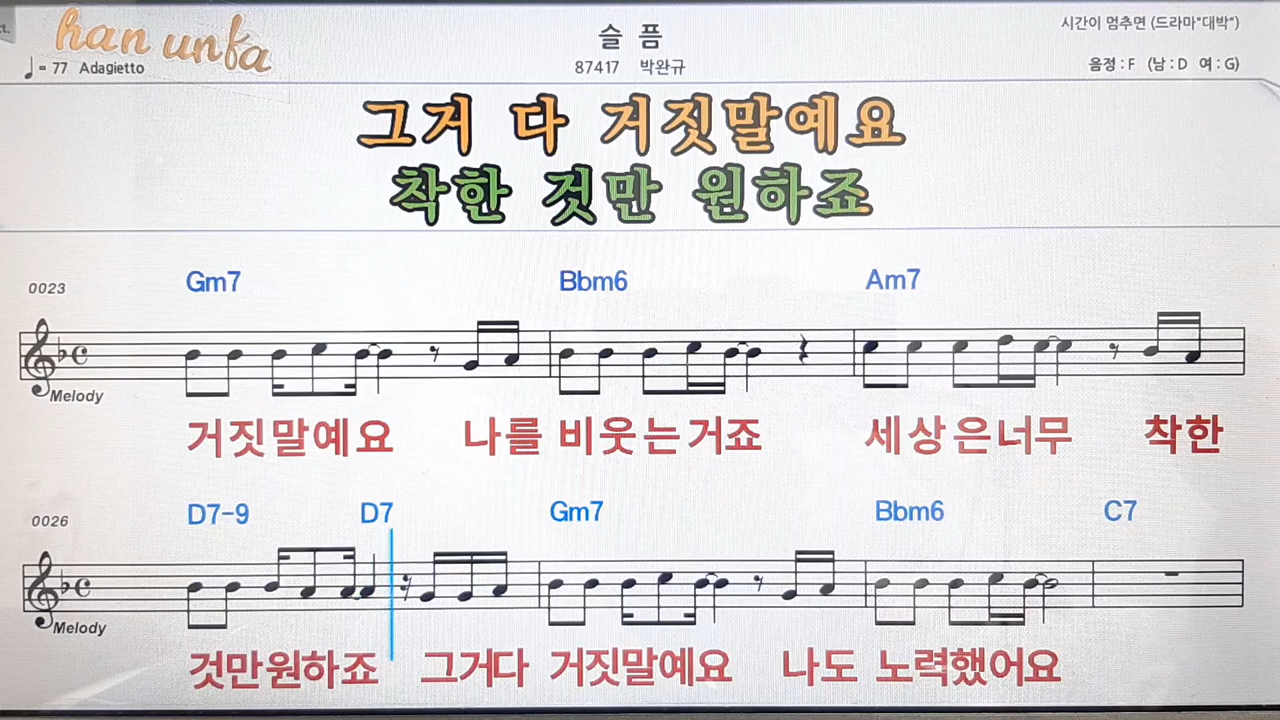 han unfa
슬 픔
시간이 멈추면 (드라마"대박")
♩= 77 Adagietto
87417 박완규
음정 : F (남 : D 여 : G)
그거 다 거짓말예요
착한 것만 원하죠
0023 Gm7 Bbm6 Am7
Melody
거짓말예요 나를 비웃는거죠 세상은너무 착한
0026 D7-9 D7 Gm7 Bbm6 C7
Melody
것만원하죠 그거다 거짓말예요 나도 노력했어요